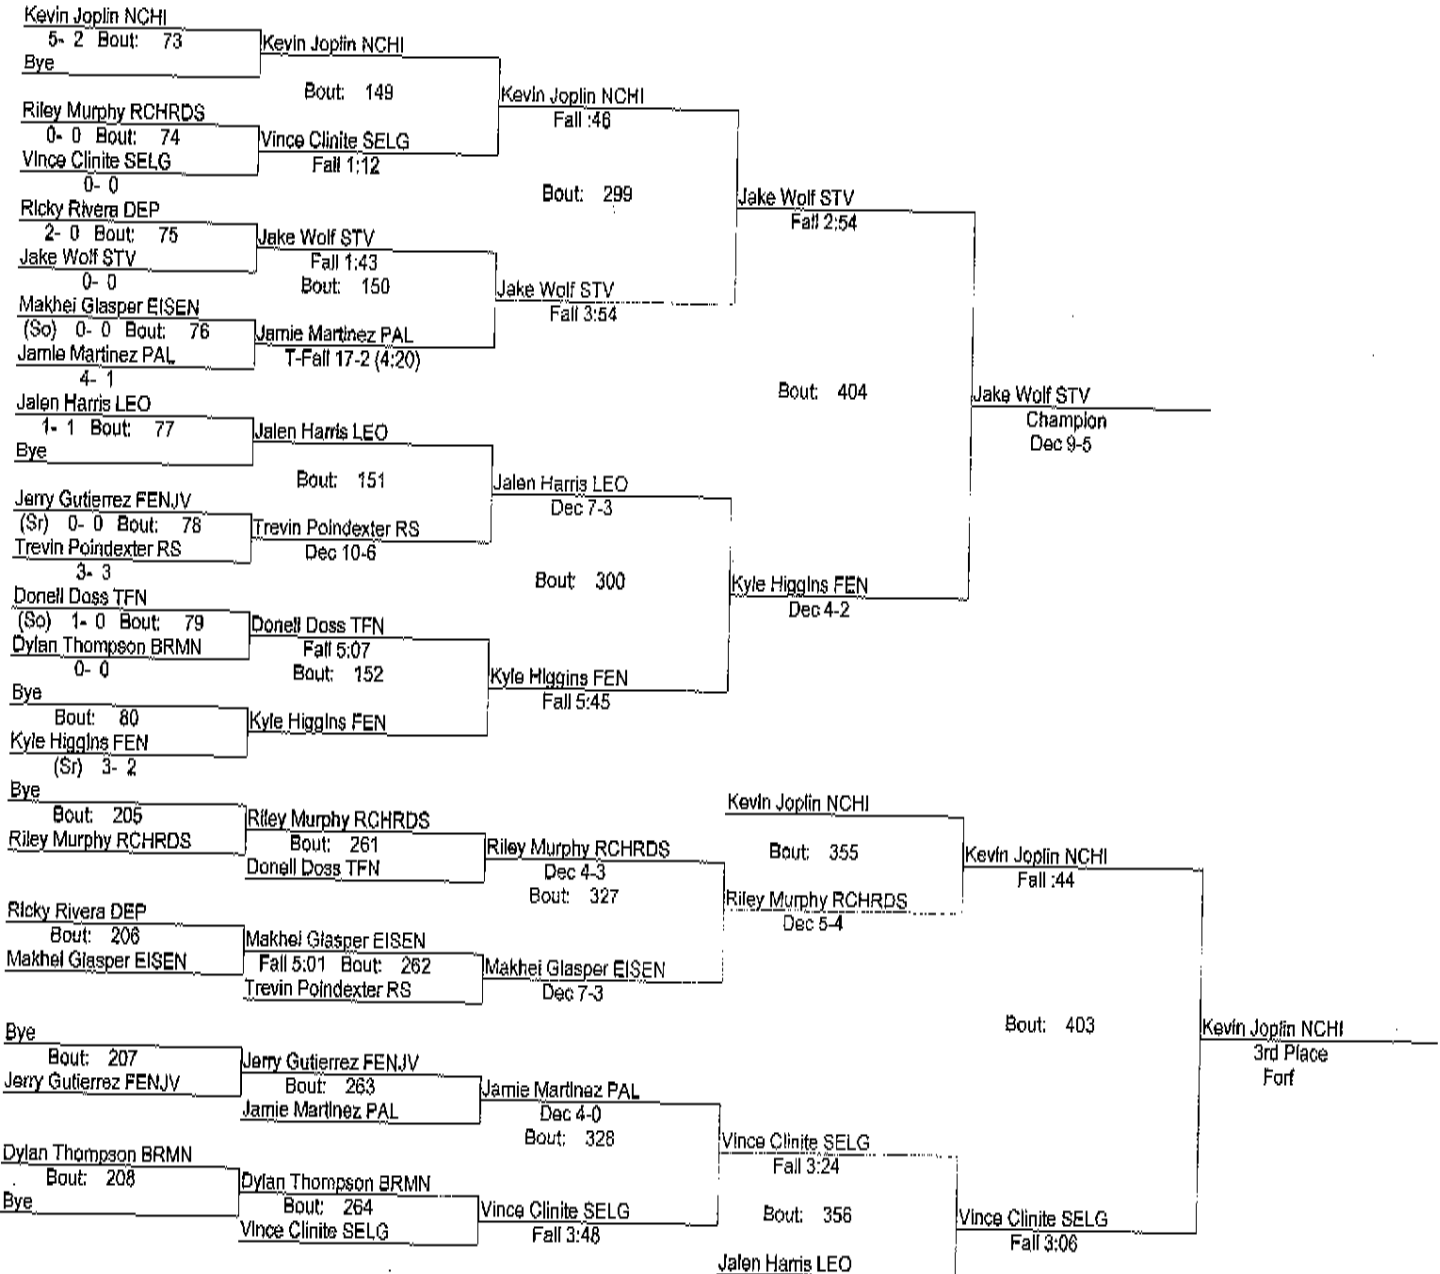 Kevin Joplin NCHI
5- 2 Bout: 73
Bye
Kevin Joplin NCHI
Bout: 149
Riley Murphy RCHRDS
0- 0 Bout: 74
Vince Clinite SELG
0- 0
Vince Clinite SELG
Fall 1:12
Kevin Joplin NCHI
Fall :46
Bout: 299
Ricky Rivera DEP
2- 0 Bout: 75
Jake Wolf STV
0- 0
Jake Wolf STV
Fall 1:43
Bout: 150
Makhei Glasper EISEN
(So) 0- 0 Bout: 76
Jamie Martinez PAL
4- 1
Jamie Martinez PAL
T-Fall 17-2 (4:20)
Jake Wolf STV
Fall 3:54
Jake Wolf STV
Fall 2:54
Bout: 404
Jake Wolf STV
Champion
Dec 9-5
Jalen Harris LEO
1- 1 Bout: 77
Bye
Jalen Harris LEO
Bout: 151
Jerry Gutierrez FENJV
(Sr) 0- 0 Bout: 78
Trevin Poindexter RS
3- 3
Trevin Poindexter RS
Dec 10-6
Jalen Harris LEO
Dec 7-3
Bout: 300
Donell Doss TFN
(So) 1- 0 Bout: 79
Dylan Thompson BRMN
0- 0
Donell Doss TFN
Fall 5:07
Bout: 152
Bye
Bout: 80
Kyle Higgins FEN
(Sr) 3- 2
Kyle Higgins FEN
Kyle Higgins FEN
Fall 5:45
Kyle Higgins FEN
Dec 4-2
Bye
Bout: 205
Riley Murphy RCHRDS
Riley Murphy RCHRDS
Bout: 261
Donell Doss TFN
Riley Murphy RCHRDS
Dec 4-3
Bout: 327
Ricky Rivera DEP
Bout: 206
Makhei Glasper EISEN
Makhei Glasper EISEN
Fall 5:01 Bout: 262
Trevin Poindexter RS
Makhei Glasper EISEN
Dec 7-3
Kevin Joplin NCHI
Bout: 355
Riley Murphy RCHRDS
Dec 5-4
Kevin Joplin NCHI
Fall :44
Bout: 403
Kevin Joplin NCHI
3rd Place
Forf
Bye
Bout: 207
Jerry Gutierrez FENJV
Jerry Gutierrez FENJV
Bout: 263
Jamie Martinez PAL
Jamie Martinez PAL
Dec 4-0
Bout: 328
Dylan Thompson BRMN
Bout: 208
Bye
Dylan Thompson BRMN
Bout: 264
Vince Clinite SELG
Vince Clinite SELG
Fall 3:48
Vince Clinite SELG
Fall 3:24
Bout: 356
Jalen Harris LEO
Vince Clinite SELG
Fall 3:06